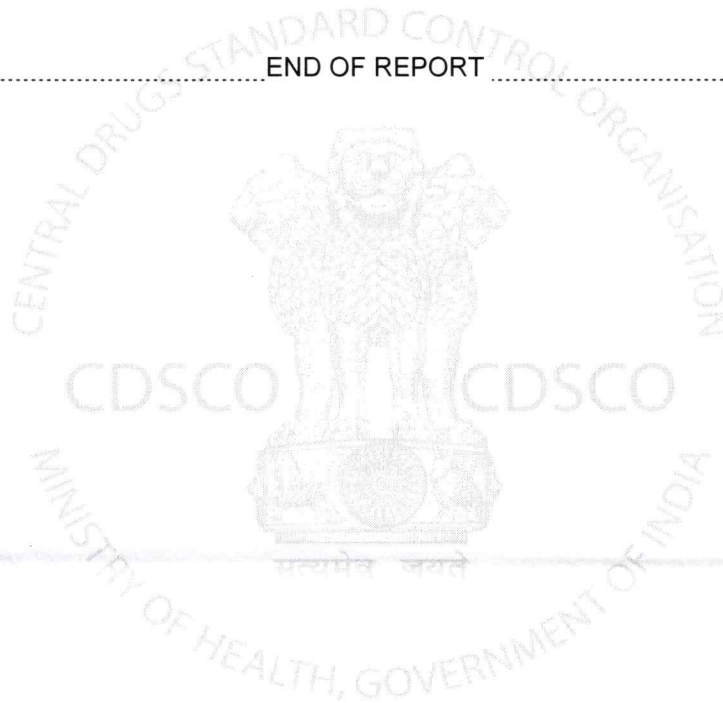 CENTRAL DRUGS STANDARD CONTROL ORGANISATION
....................END OF REPORT....................
CDSCO CDSCO
सत्यमेव जयते
MINISTRY OF HEALTH, GOVERNMENT OF INDIA